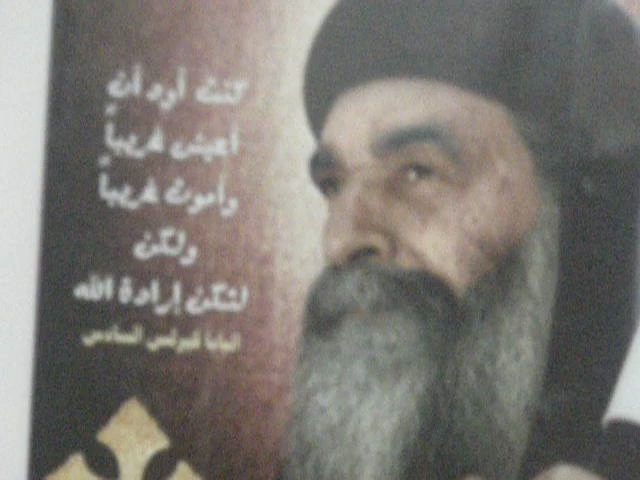 كنت أود أن
أعيش غريباً
وأموت غريباً
ولكن
لتكن إرادة الله
البابا كيرلس السادس